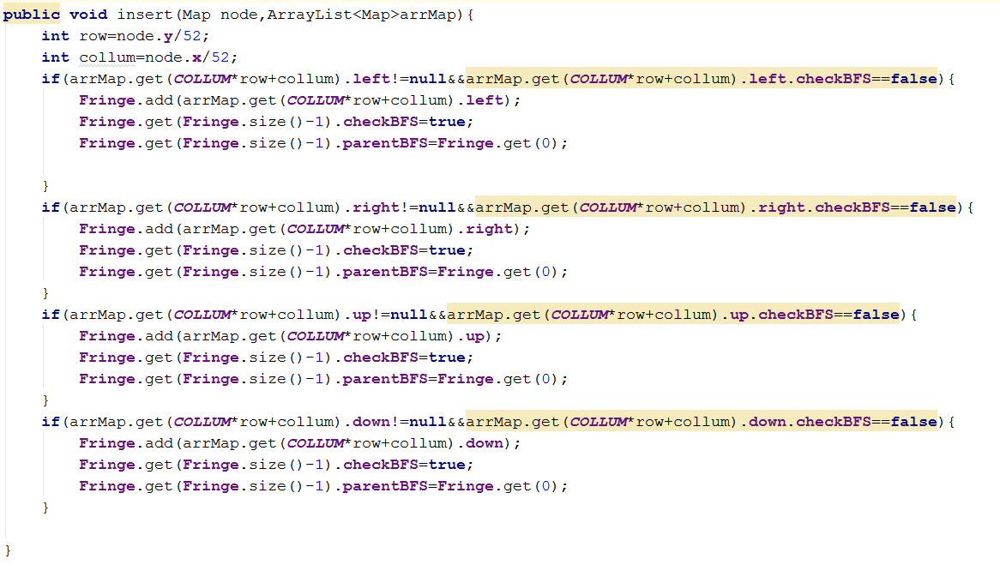 public void insert(Map node,ArrayList<Map>arrMap){
    int row=node.y/52;
    int collum=node.x/52;
    if(arrMap.get(COLLUM*row+collum).left!=null&&arrMap.get(COLLUM*row+collum).left.checkBFS==false){
        Fringe.add(arrMap.get(COLLUM*row+collum).left);
        Fringe.get(Fringe.size()-1).checkBFS=true;
        Fringe.get(Fringe.size()-1).parentBFS=Fringe.get(0);
    }
    if(arrMap.get(COLLUM*row+collum).right!=null&&arrMap.get(COLLUM*row+collum).right.checkBFS==false){
        Fringe.add(arrMap.get(COLLUM*row+collum).right);
        Fringe.get(Fringe.size()-1).checkBFS=true;
        Fringe.get(Fringe.size()-1).parentBFS=Fringe.get(0);
    }
    if(arrMap.get(COLLUM*row+collum).up!=null&&arrMap.get(COLLUM*row+collum).up.checkBFS==false){
        Fringe.add(arrMap.get(COLLUM*row+collum).up);
        Fringe.get(Fringe.size()-1).checkBFS=true;
        Fringe.get(Fringe.size()-1).parentBFS=Fringe.get(0);
    }
    if(arrMap.get(COLLUM*row+collum).down!=null&&arrMap.get(COLLUM*row+collum).down.checkBFS==false){
        Fringe.add(arrMap.get(COLLUM*row+collum).down);
        Fringe.get(Fringe.size()-1).checkBFS=true;
        Fringe.get(Fringe.size()-1).parentBFS=Fringe.get(0);
    }
}